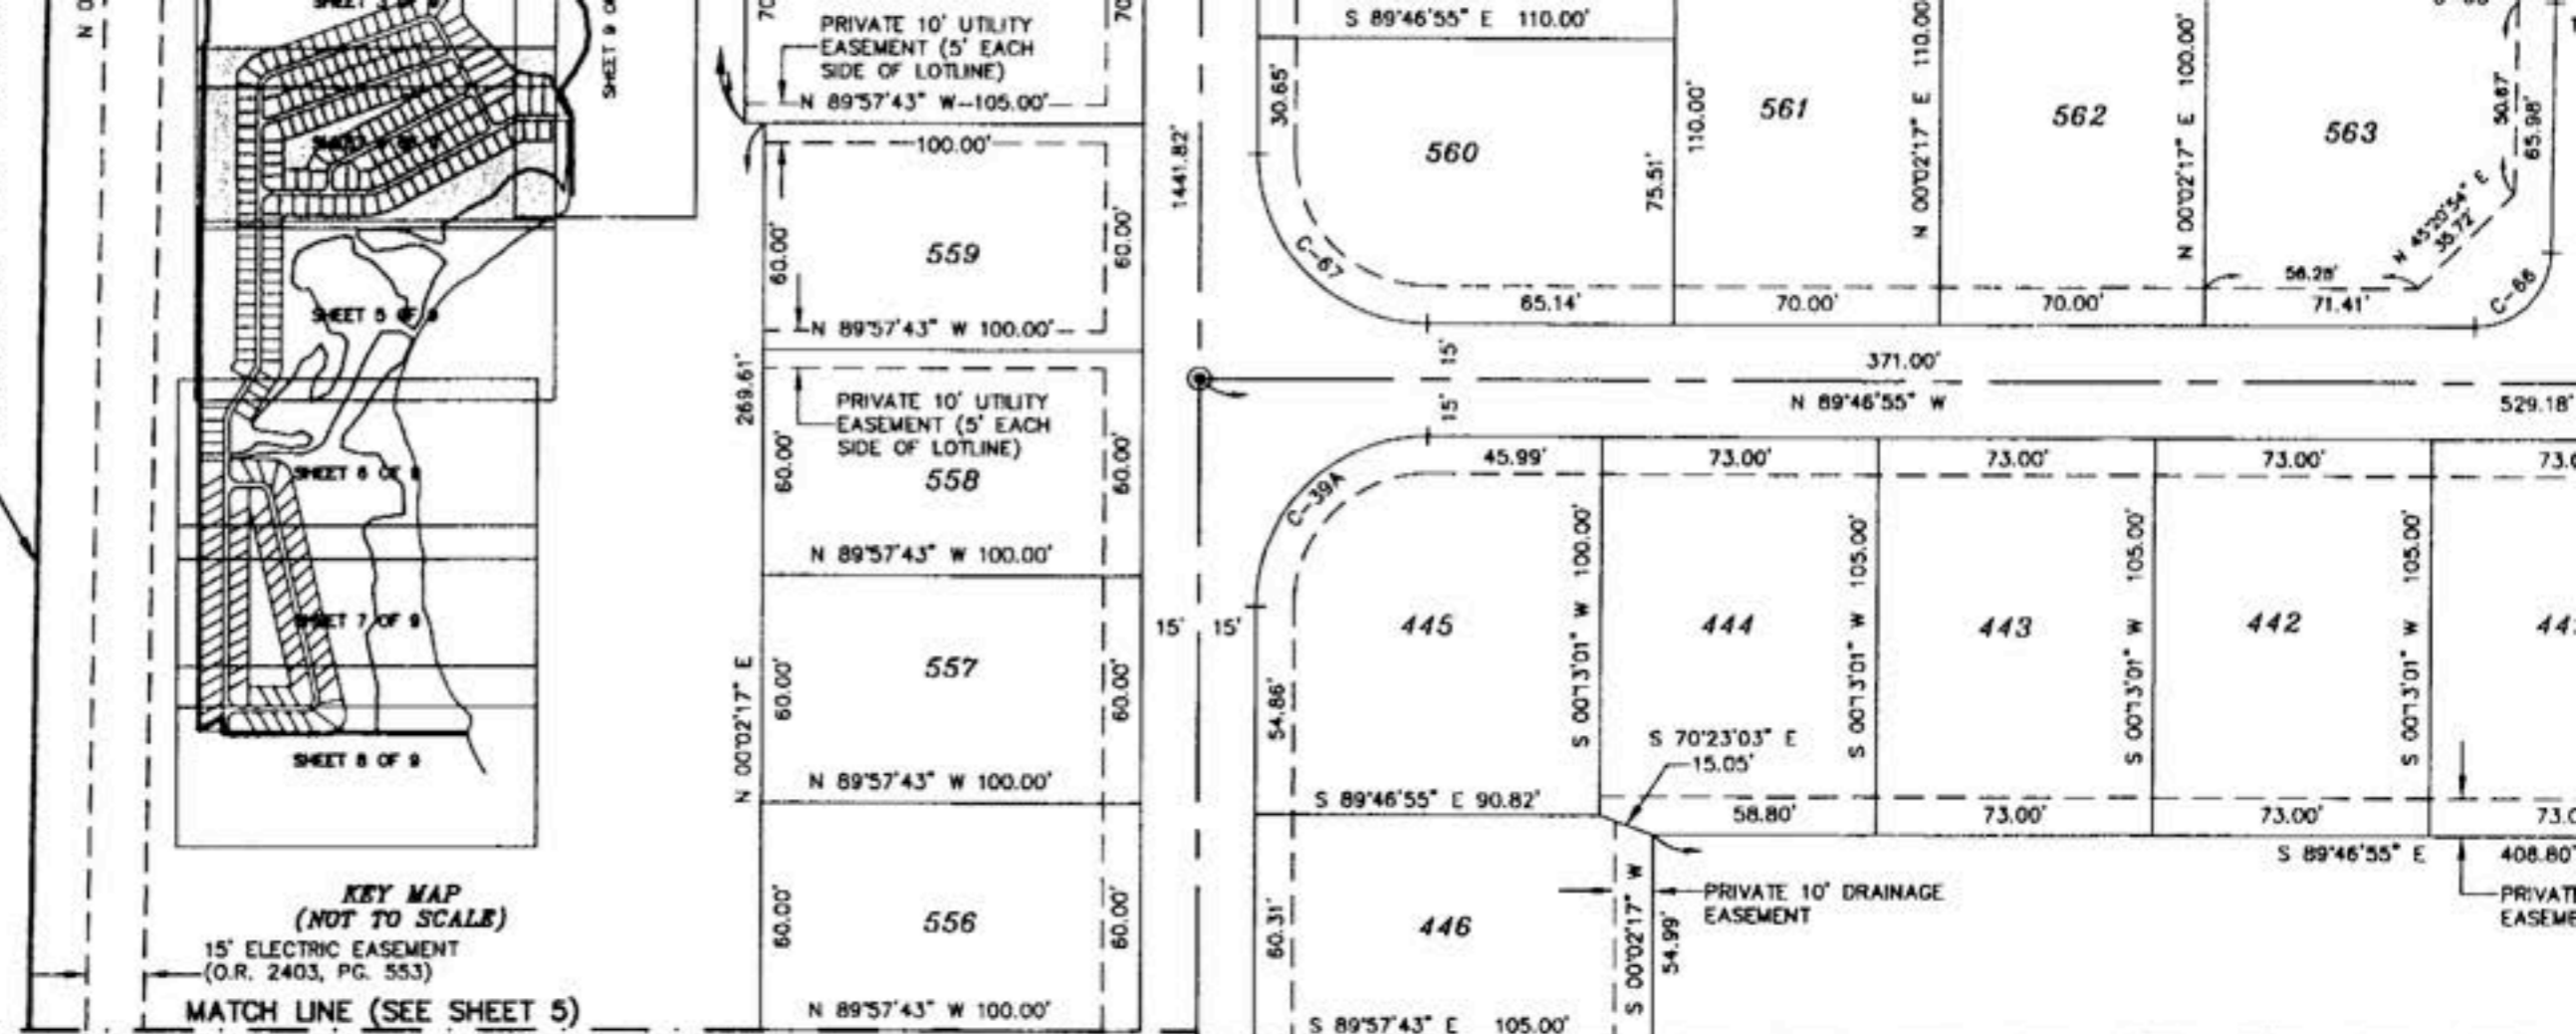 PRIVATE 10' UTILITY
EASEMENT (5' EACH
SIDE OF LOTLINE)
N 89°57'43" W 105.00'
100.00'
60.00'
559
60.00'
N 89°57'43" W 100.00'
269.61'
PRIVATE 10' UTILITY
EASEMENT (5' EACH
SIDE OF LOTLINE)
60.00'
558
60.00'
N 89°57'43" W 100.00'
N 00°02'17" E
60.00'
557
60.00'
N 89°57'43" W 100.00'
60.00'
556
60.00'
N 89°57'43" W 100.00'
SHEET 5 OF 9
SHEET 6 OF 9
SHEET 7 OF 9
SHEET 8 OF 9
KEY MAP
(NOT TO SCALE)
15' ELECTRIC EASEMENT
(O.R. 2403, PG. 553)
MATCH LINE (SEE SHEET 5)
1441.82'
S 89°46'55" E 110.00'
30.65'
560
75.51'
110.00'
C-67
65.14'
561
N 00°02'17" E 110.00'
70.00'
562
N 00°02'17" E 100.00'
70.00'
563
50.67'
65.98'
N 45°20'54" E
35.72'
56.28'
71.41'
C-66
15'
371.00'
15'
N 89°46'55" W
529.18'
C-39A
45.99'
73.00'
73.00'
73.00'
15'
15'
445
S 00°13'01" W 100.00'
444
S 00°13'01" W 105.00'
443
S 00°13'01" W 105.00'
442
S 00°13'01" W 105.00'
54.86'
S 70°23'03" E
15.05'
S 89°46'55" E 90.82'
58.80'
73.00'
73.00'
S 89°46'55" E
408.80'
60.31'
446
S 00°02'17" W
54.99'
PRIVATE 10' DRAINAGE
EASEMENT
S 89°57'43" E 105.00'